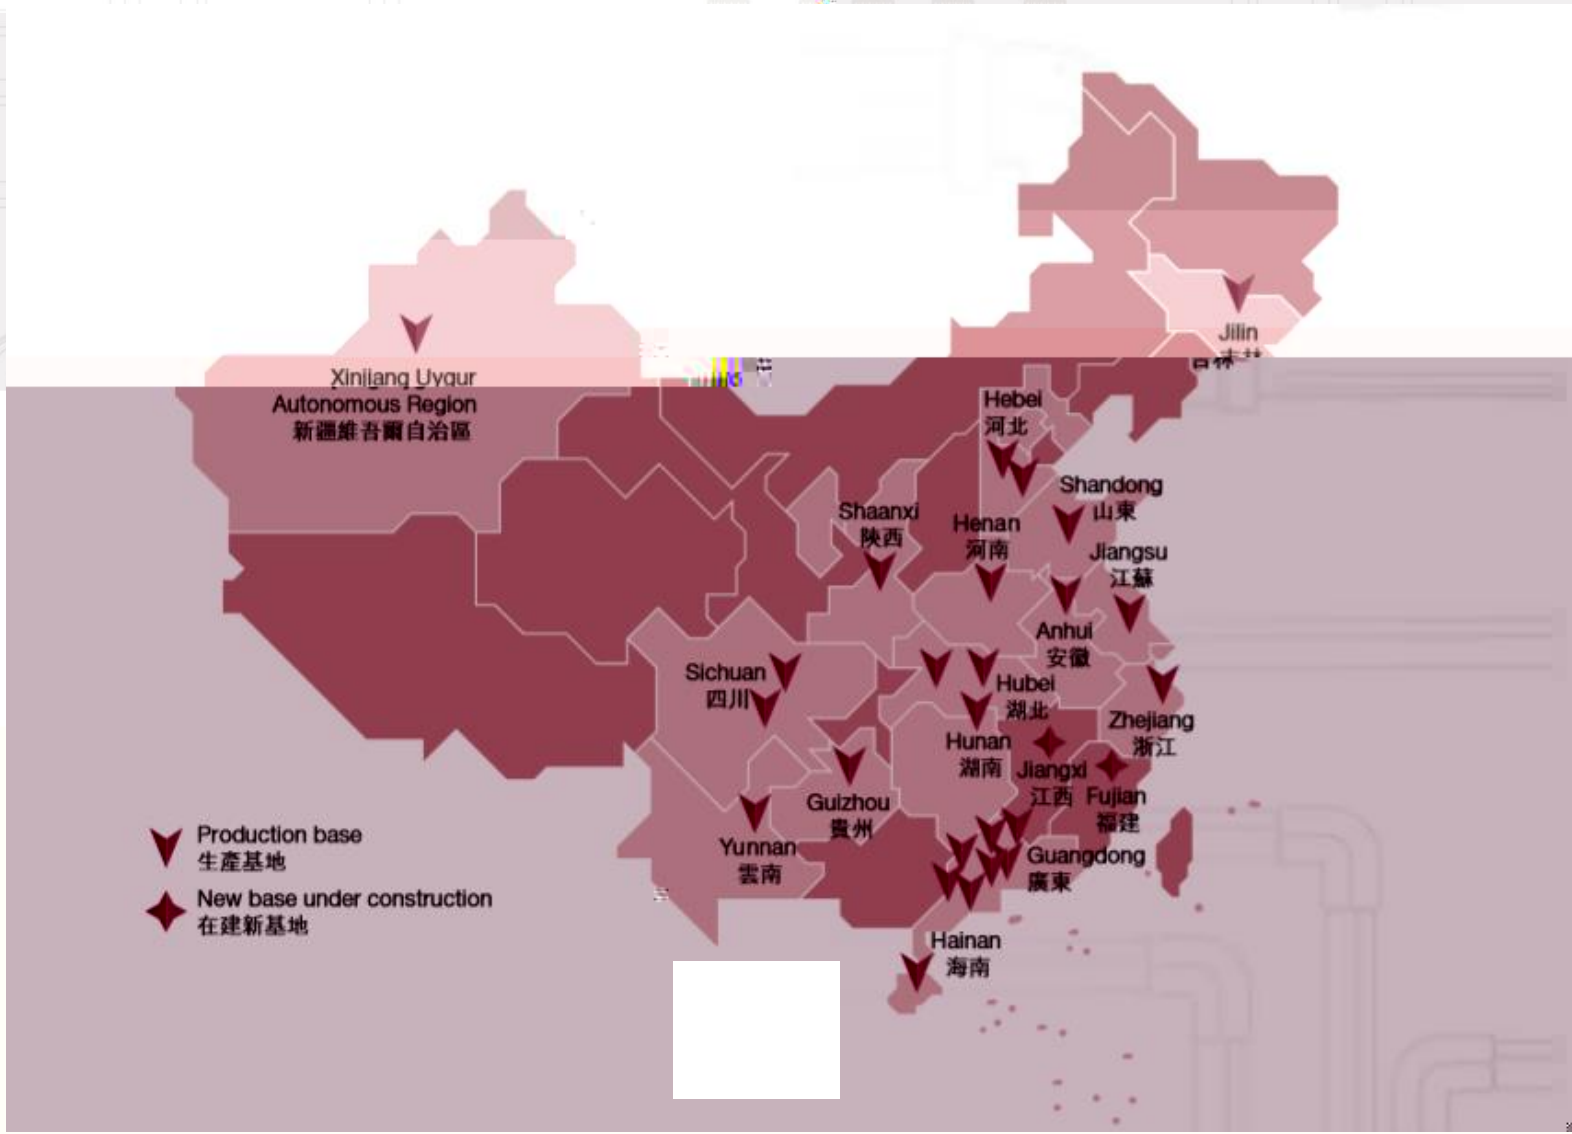 Jilin
吉林
Xinjiang Uygur
Autonomous Region
新疆維吾爾自治區
Hebei
河北
Shandong
山東
Shaanxi
陝西
Henan
河南
Jiangsu
江蘇
Anhui
安徽
Sichuan
四川
Hubei
湖北
Zhejiang
浙江
Hunan
湖南
Jiangxi
江西
Fujian
福建
Guizhou
貴州
Yunnan
雲南
Guangdong
廣東
Hainan
海南
Production base
生產基地
New base under construction
在建新基地